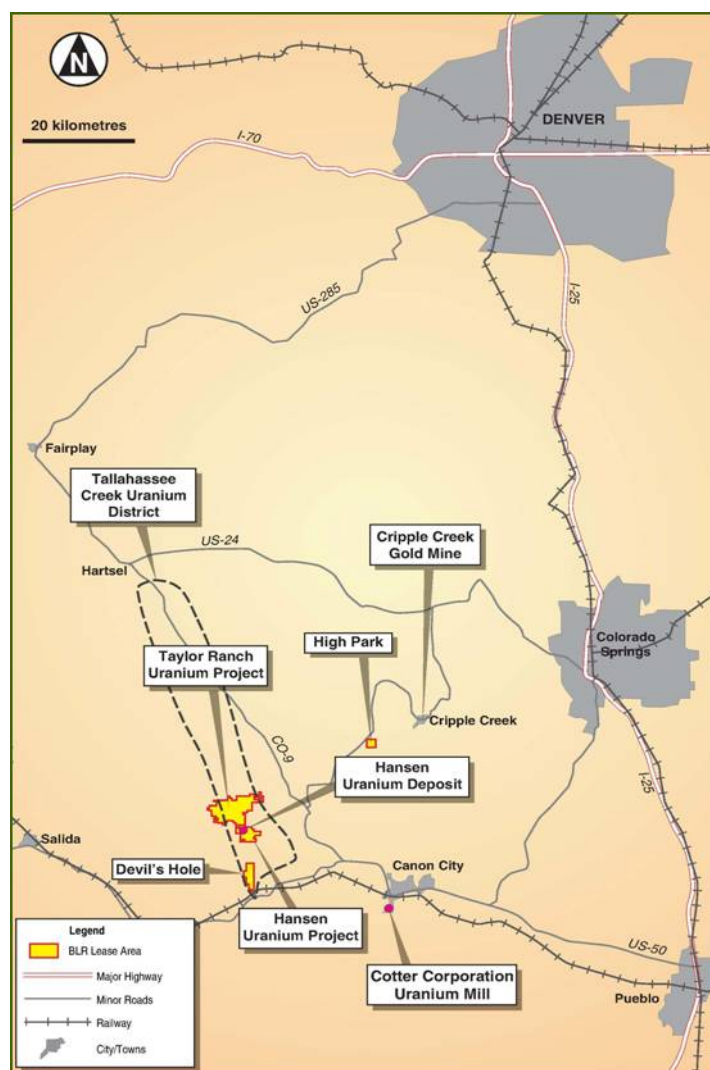 N
20 kilometres
I-70
DENVER
US-285
I-25
Fairplay
Tallahassee
Creek Uranium
District
US-24
Cripple Creek
Gold Mine
Hartsel
Taylor Ranch
Uranium Project
High Park
Colorado
Springs
Cripple Creek
CO-9
Hansen
Uranium Deposit
I-25
Salida
Devil's Hole
Canon City
Hansen
Uranium Project
Cotter Corporation
Uranium Mill
US-50
Pueblo
Legend
BLR Lease Area
Major Highway
Minor Roads
Railway
City/Towns